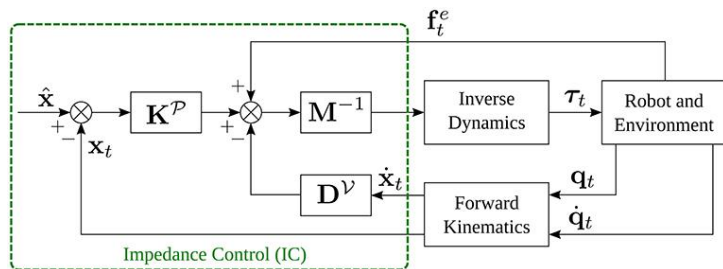 f_t^e
x̂
+
−
x_t
K^𝒫
+
+
−
M^{-1}
Inverse
Dynamics
τ_t
Robot and
Environment
D^𝒱
ẋ_t
Forward
Kinematics
q_t
q̇_t
Impedance Control (IC)